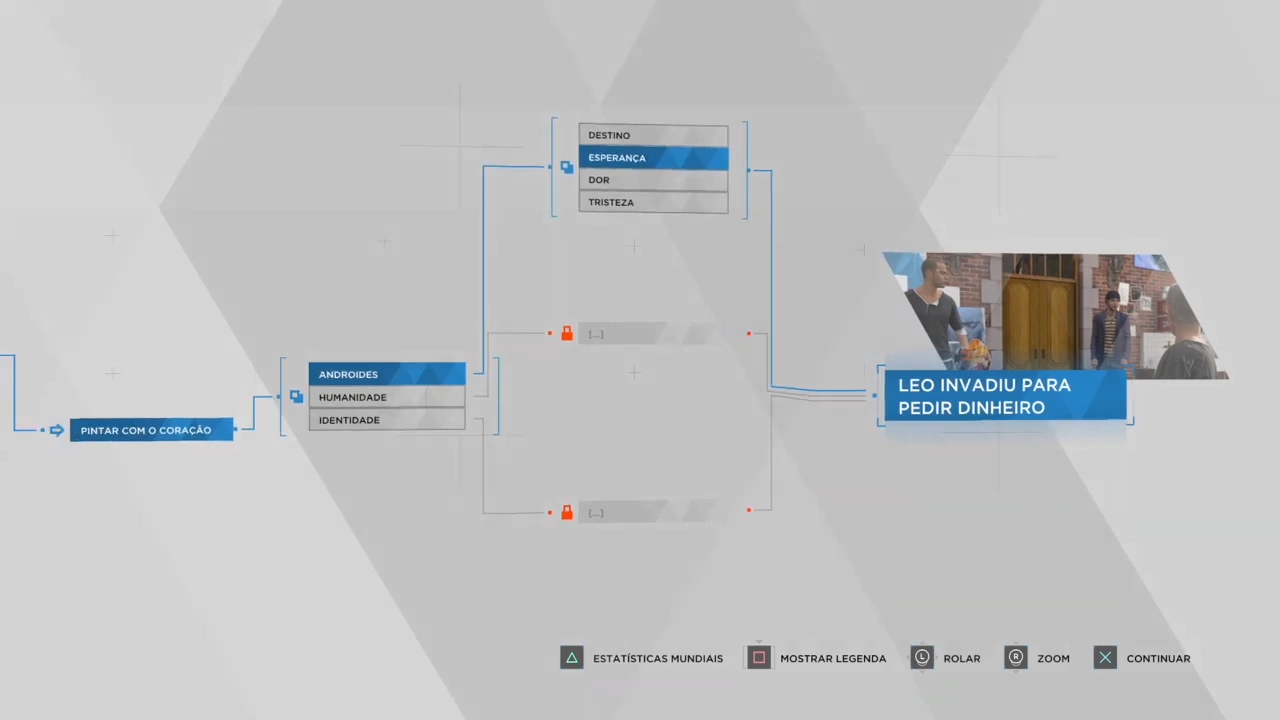 DESTINO
ESPERANÇA
DOR
TRISTEZA
[...]
ANDROIDES
HUMANIDADE
IDENTIDADE
PINTAR COM O CORAÇÃO
LEO INVADIU PARA
PEDIR DINHEIRO
[...]
ESTATÍSTICAS MUNDIAIS
MOSTRAR LEGENDA
L
ROLAR
R
ZOOM
CONTINUAR